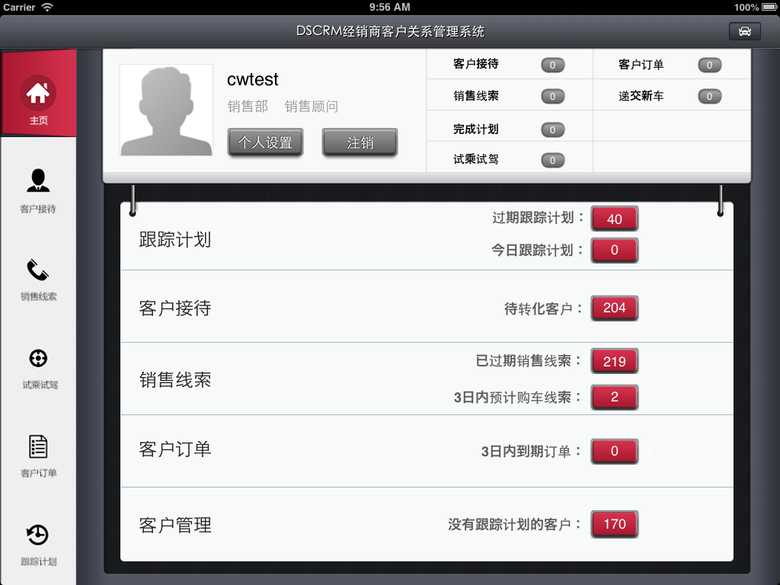 Carrier 9:56 AM 100%
DSCRM经销商客户关系管理系统
主页
客户接待
销售线索
试乘试驾
客户订单
跟踪计划
cwtest
销售部 销售顾问
个人设置 注销
客户接待 0 客户订单 0
销售线索 0 递交新车 0
完成计划 0
试乘试驾 0
跟踪计划
过期跟踪计划： 40
今日跟踪计划： 0
客户接待
待转化客户： 204
销售线索
已过期销售线索： 219
3日内预计购车线索： 2
客户订单
3日内到期订单： 0
客户管理
没有跟踪计划的客户： 170